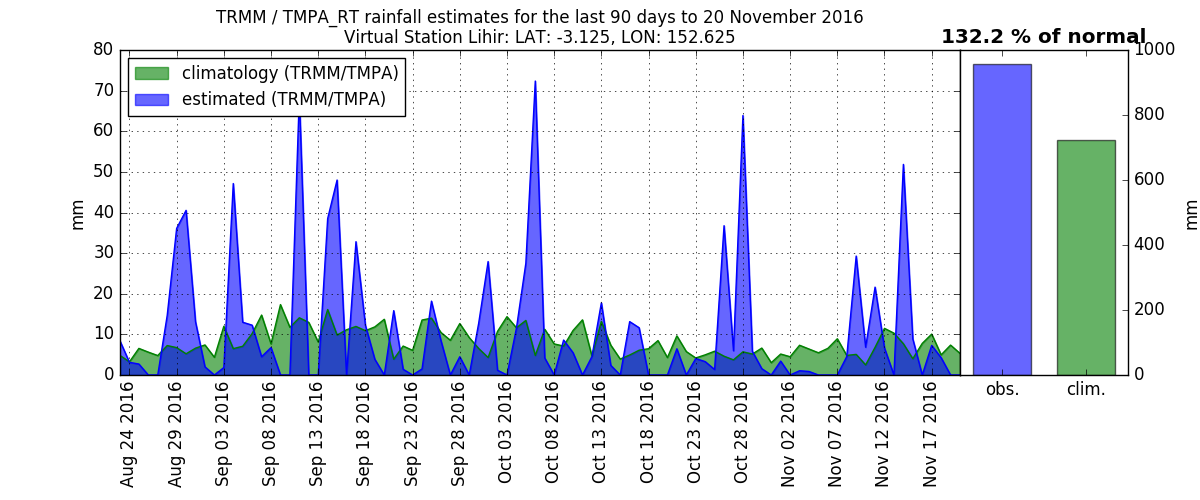 TRMM / TMPA_RT rainfall estimates for the last 90 days to 20 November 2016
Virtual Station Lihir: LAT: -3.125, LON: 152.625
132.2 % of normal
climatology (TRMM/TMPA)
estimated (TRMM/TMPA)
mm
80
70
60
50
40
30
20
10
0
Aug 24 2016
Aug 29 2016
Sep 03 2016
Sep 08 2016
Sep 13 2016
Sep 18 2016
Sep 23 2016
Sep 28 2016
Oct 03 2016
Oct 08 2016
Oct 13 2016
Oct 18 2016
Oct 23 2016
Oct 28 2016
Nov 02 2016
Nov 07 2016
Nov 12 2016
Nov 17 2016
1000
800
600
400
200
0
mm
obs.
clim.